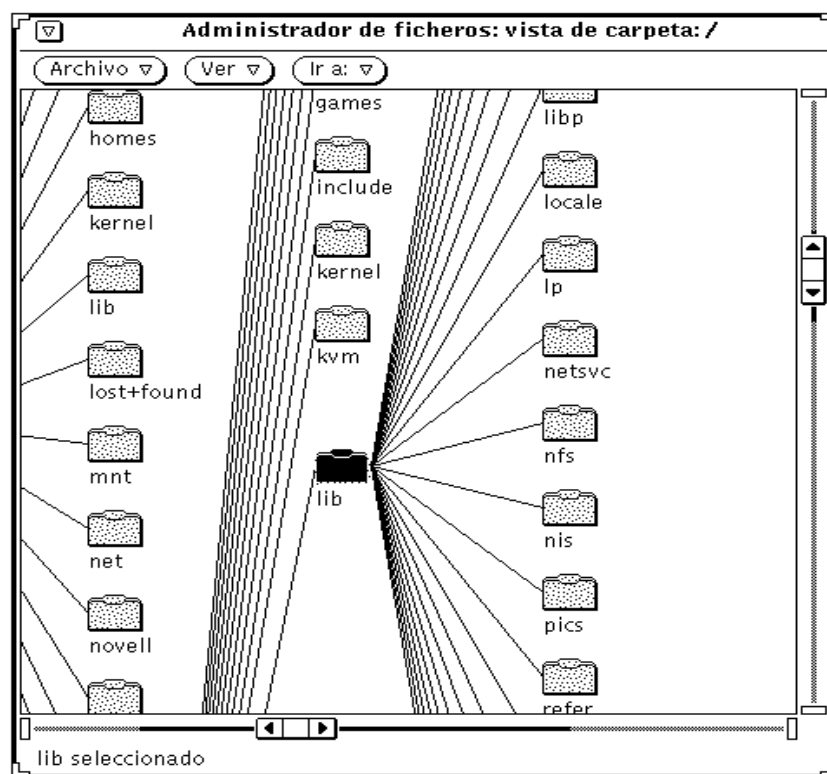 Administrador de ficheros: vista de carpeta: /
Archivo Ver Ir a:
homes
kernel
lib
lost+found
mnt
net
novell
games
include
kernel
kvm
lib
libp
locale
lp
netsvc
nfs
nis
pics
refer
lib seleccionado